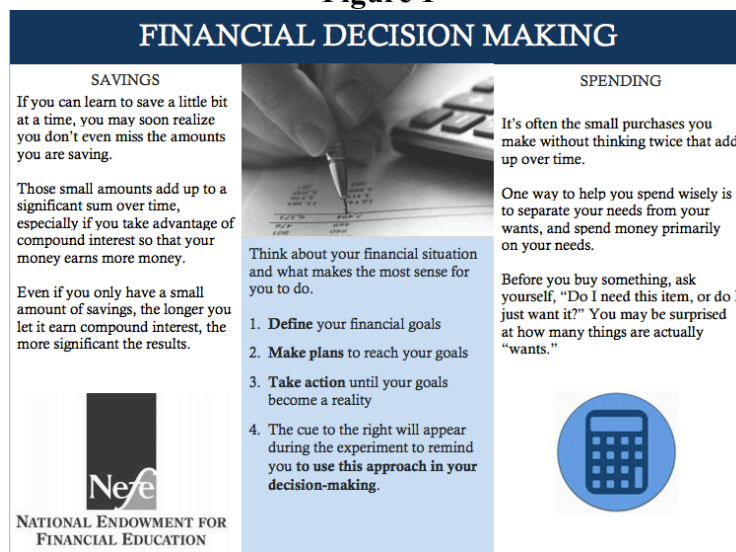 Figure 1
FINANCIAL DECISION MAKING
SAVINGS
If you can learn to save a little bit
at a time, you may soon realize
you don't even miss the amounts
you are saving.
Those small amounts add up to a
significant sum over time,
especially if you take advantage of
compound interest so that your
money earns more money.
Even if you only have a small
amount of savings, the longer you
let it earn compound interest, the
more significant the results.
Nefe
NATIONAL ENDOWMENT FOR
FINANCIAL EDUCATION
Think about your financial situation
and what makes the most sense for
you to do.
1. Define your financial goals
2. Make plans to reach your goals
3. Take action until your goals
become a reality
4. The cue to the right will appear
during the experiment to remind
you to use this approach in your
decision-making.
SPENDING
It's often the small purchases you
make without thinking twice that add
up over time.
One way to help you spend wisely is
to separate your needs from your
wants, and spend money primarily
on your needs.
Before you buy something, ask
yourself, "Do I need this item, or do I
just want it?" You may be surprised
at how many things are actually
"wants."